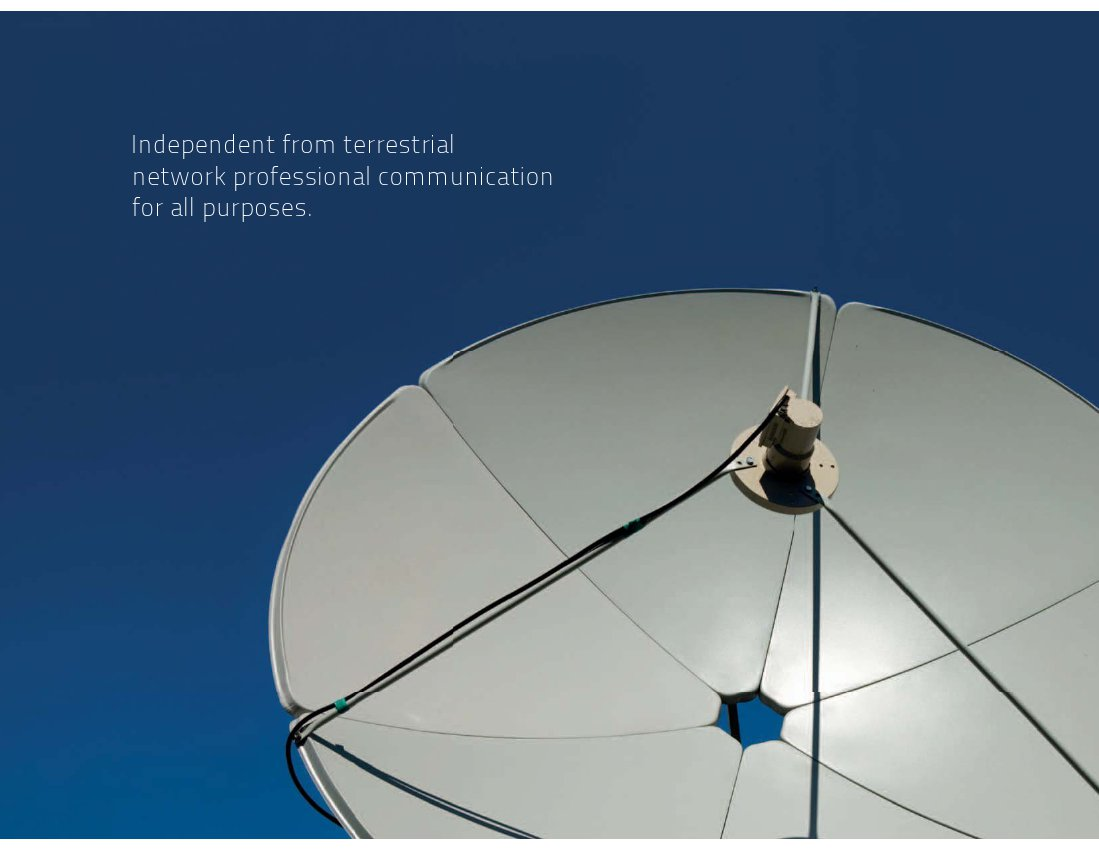 Independent from terrestrial
network professional communication
for all purposes.